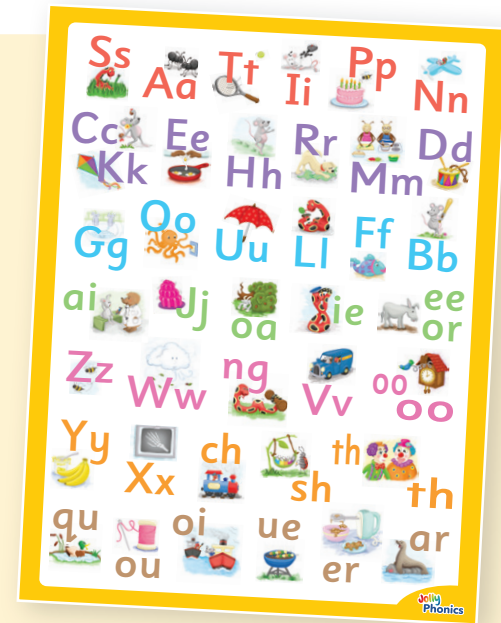 Ss Aa Tt Ii Pp Nn
Cc Kk Ee Hh Rr Mm Dd
Gg Oo Uu Ll Ff Bb
ai Jj oa ie ee or
Zz Ww ng Vv oo oo
Yy Xx ch sh th th
qu ou oi ue er ar
Jolly
Phonics